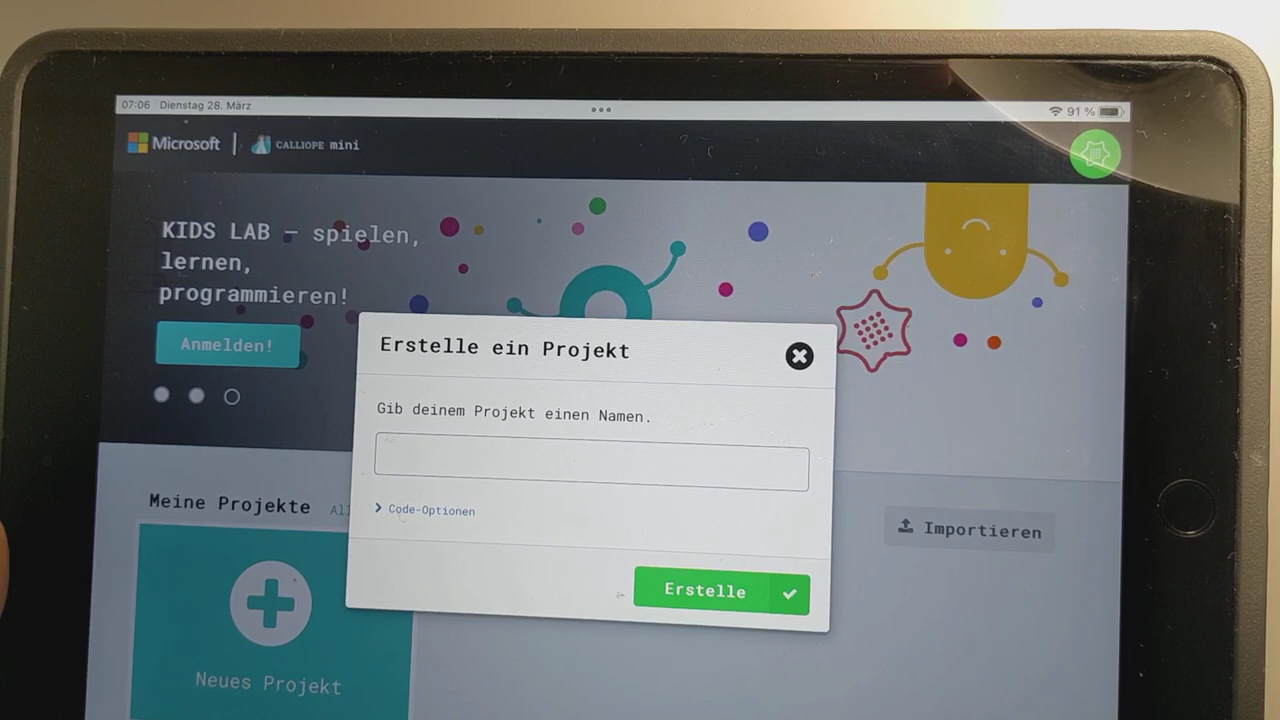 07:06 Dienstag 28. März
91 %
Microsoft | CALLIOPE mini
KIDS LAB – spielen,
lernen,
programmieren!
Anmelden!
Erstelle ein Projekt
Gib deinem Projekt einen Namen.
Code-Optionen
Erstelle
Meine Projekte
Importieren
Neues Projekt